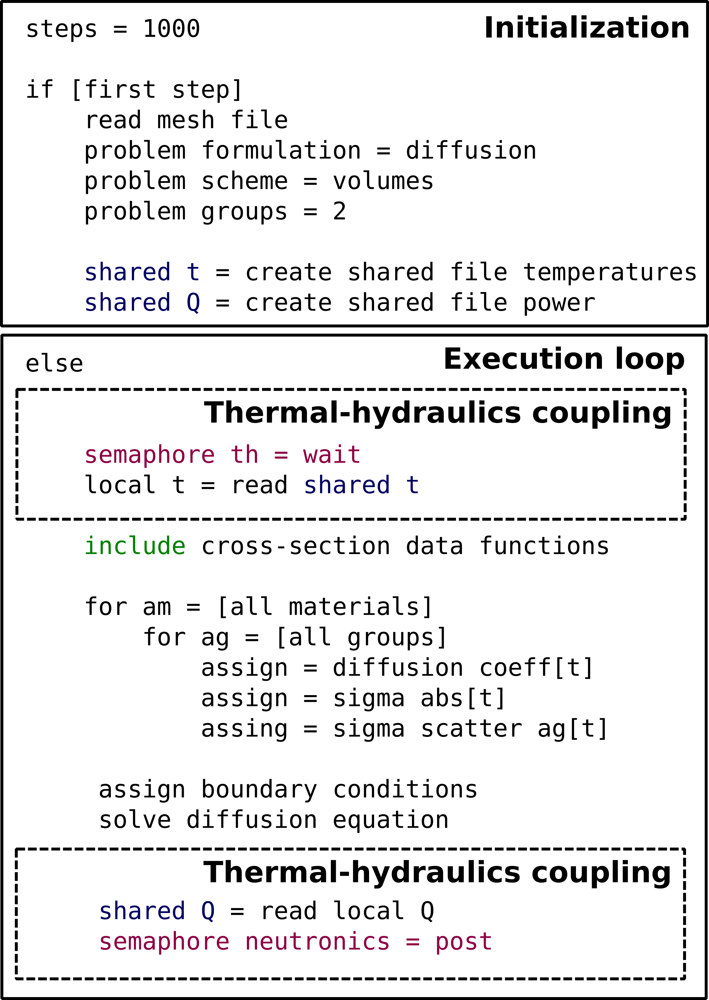 steps = 1000
Initialization
if [first step]
read mesh file
problem formulation = diffusion
problem scheme = volumes
problem groups = 2
shared t = create shared file temperatures
shared Q = create shared file power
else
Execution loop
Thermal-hydraulics coupling
semaphore th = wait
local t = read shared t
include cross-section data functions
for am = [all materials]
for ag = [all groups]
assign = diffusion coeff[t]
assign = sigma abs[t]
assing = sigma scatter ag[t]
assign boundary conditions
solve diffusion equation
Thermal-hydraulics coupling
shared Q = read local Q
semaphore neutronics = post